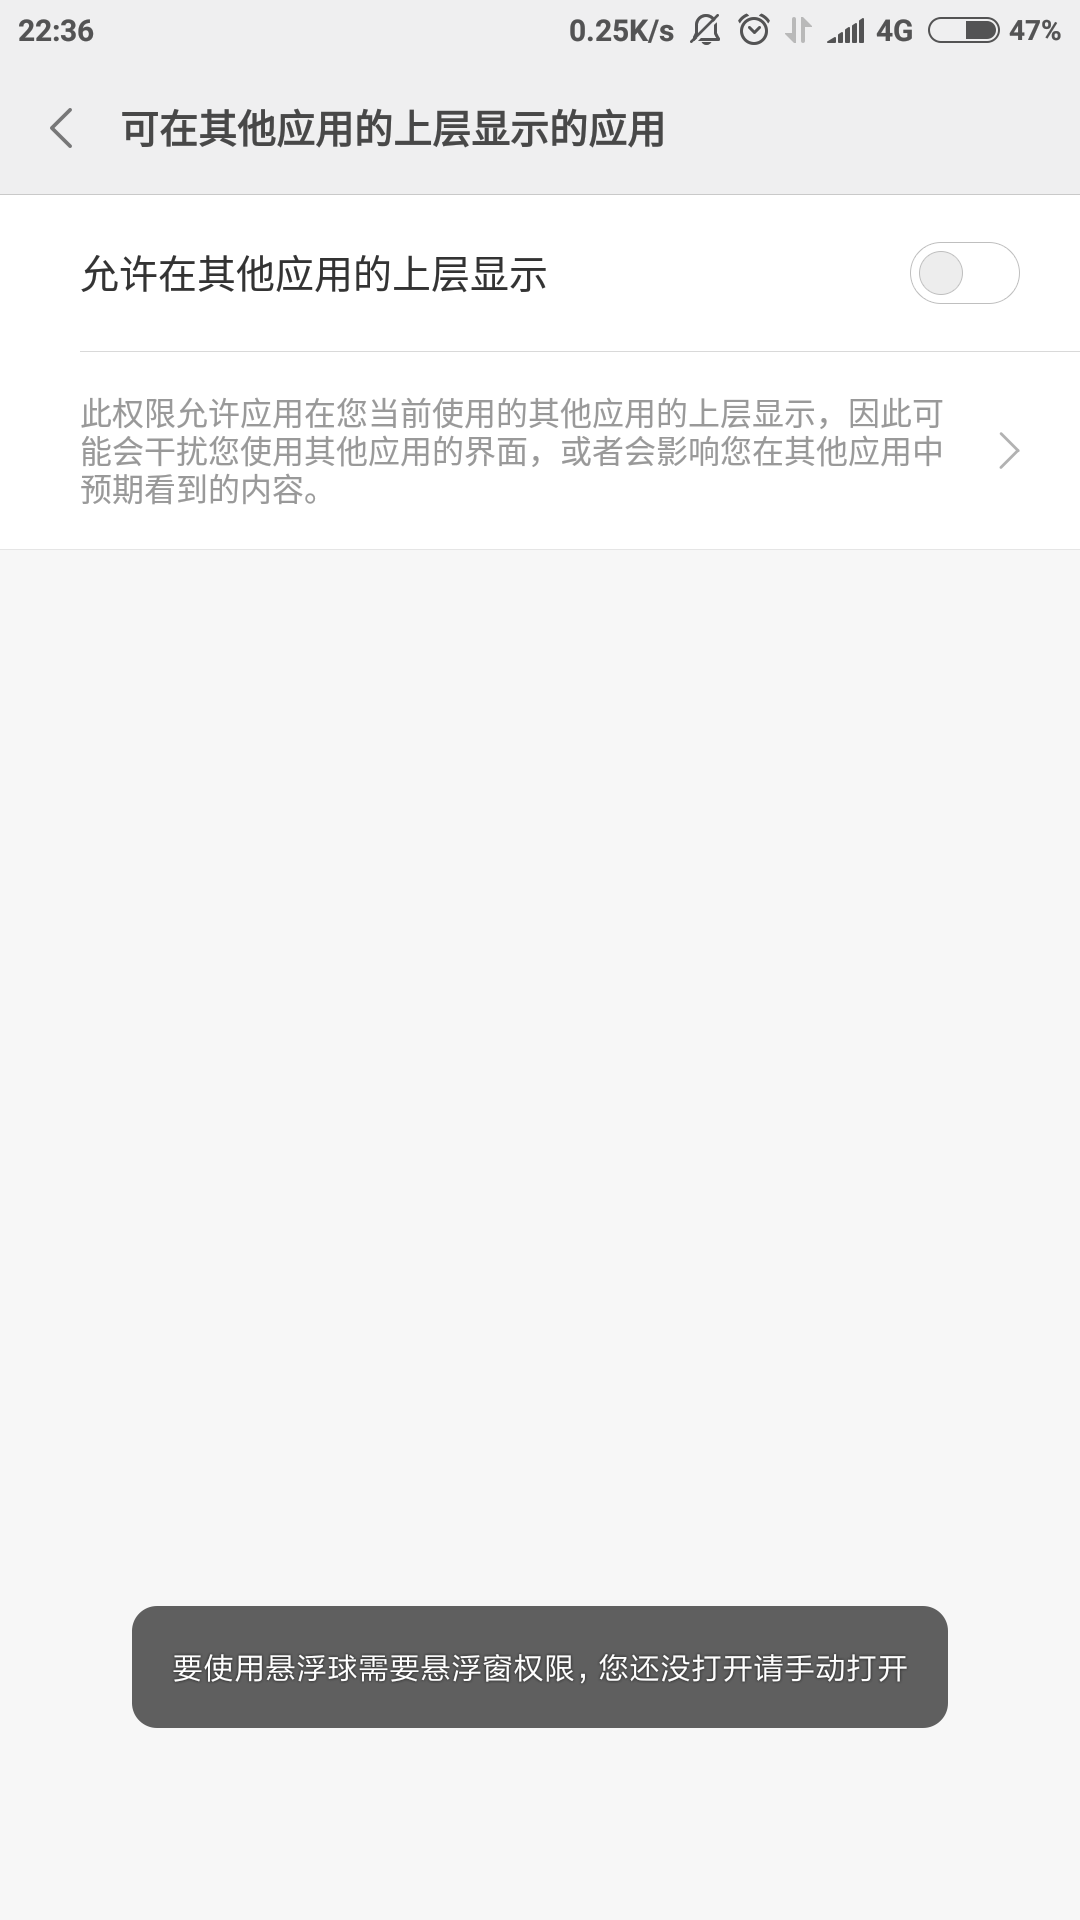 22:36 0.25K/s 4G 47%
可在其他应用的上层显示的应用
允许在其他应用的上层显示
此权限允许应用在您当前使用的其他应用的上层显示，因此可
能会干扰您使用其他应用的界面，或者会影响您在其他应用中
预期看到的内容。
要使用悬浮球需要悬浮窗权限，您还没打开请手动打开